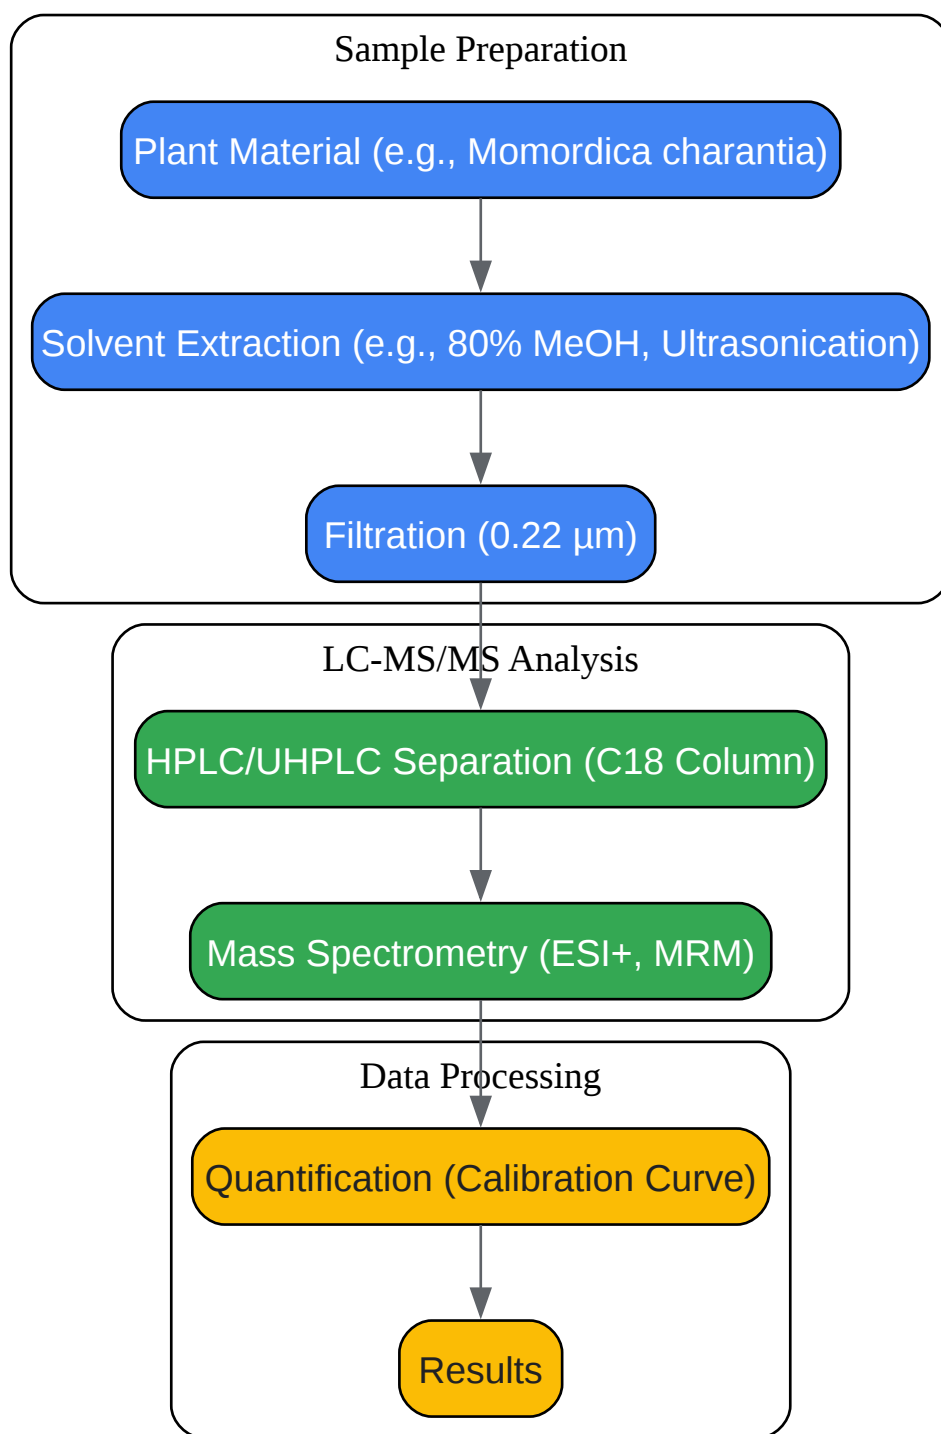 Sample Preparation
Plant Material (e.g., Momordica charantia)
Solvent Extraction (e.g., 80% MeOH, Ultrasonication)
Filtration (0.22 µm)
LC-MS/MS Analysis
HPLC/UHPLC Separation (C18 Column)
Mass Spectrometry (ESI+, MRM)
Data Processing
Quantification (Calibration Curve)
Results